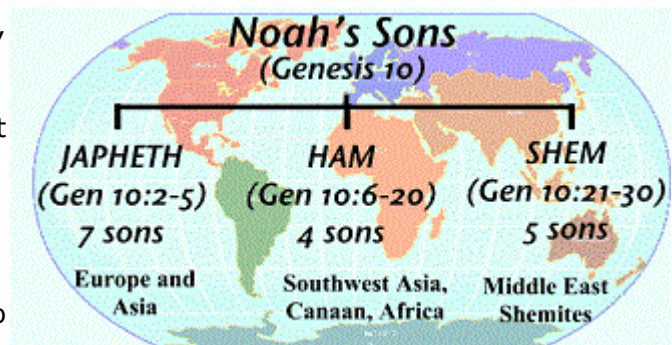 Noah's Sons
(Genesis 10)
JAPHETH HAM SHEM
(Gen 10:2-5) (Gen 10:6-20) (Gen 10:21-30)
7 sons 4 sons 5 sons
Europe and Asia
Southwest Asia,
Canaan, Africa
Middle East
Shemites